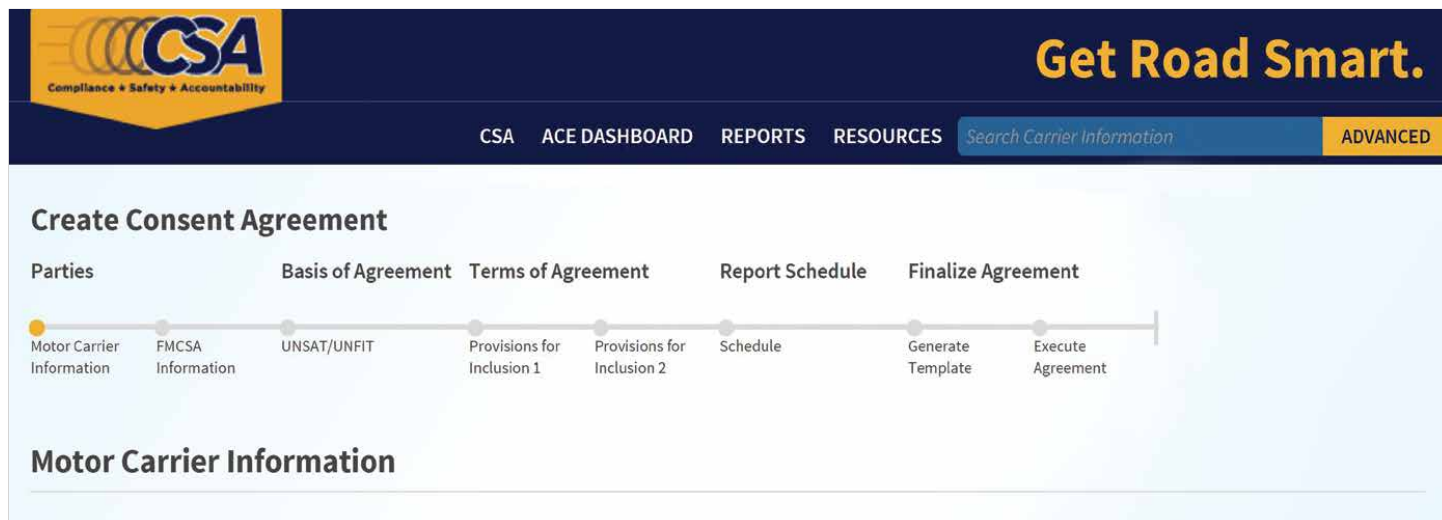 CSA
Compliance ★ Safety ★ Accountability
Get Road Smart.
CSA ACE DASHBOARD REPORTS RESOURCES Search Carrier Information ADVANCED
Create Consent Agreement
Parties Basis of Agreement Terms of Agreement Report Schedule Finalize Agreement
Motor Carrier FMCSA UNSAT/UNFIT Provisions for Provisions for Schedule Generate Execute
Information Information Inclusion 1 Inclusion 2 Template Agreement
Motor Carrier Information